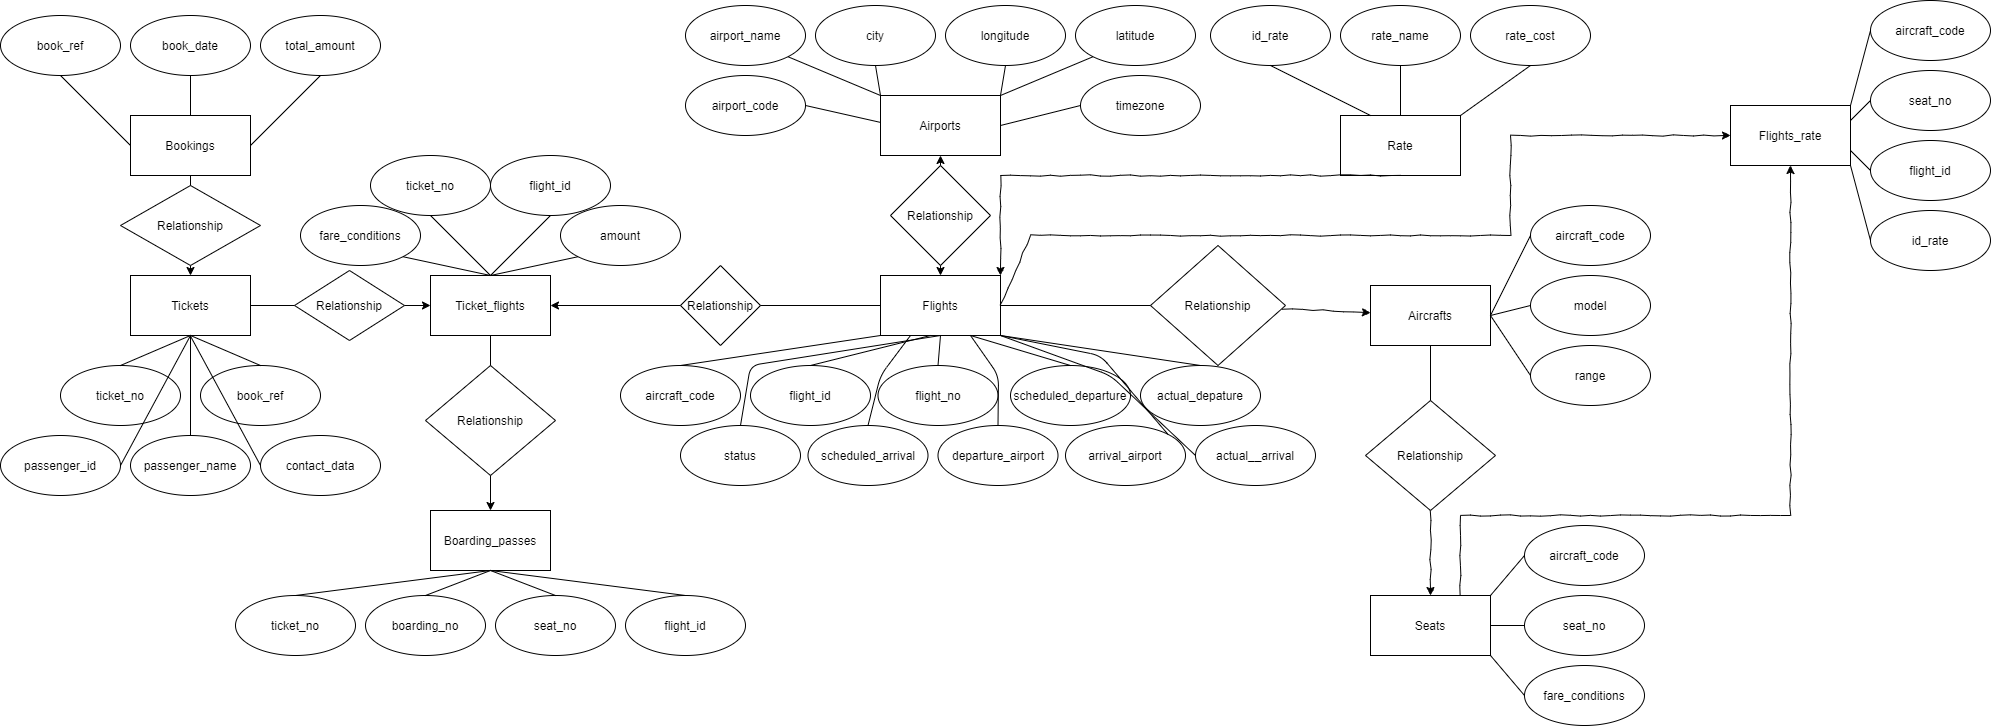 book_ref
book_date
total_amount
Bookings
Relationship
Tickets
ticket_no
book_ref
passenger_id
passenger_name
contact_data
Relationship
ticket_no
flight_id
fare_conditions
amount
Ticket_flights
Relationship
Boarding_passes
ticket_no
boarding_no
seat_no
flight_id
Relationship
airport_name
city
longitude
latitude
airport_code
timezone
Airports
Relationship
Flights
aircraft_code
flight_id
flight_no
scheduled_departure
actual_depature
status
scheduled_arrival
departure_airport
arrival_airport
actual__arrival
id_rate
rate_name
rate_cost
Rate
Relationship
Aircrafts
aircraft_code
model
range
Relationship
Seats
aircraft_code
seat_no
fare_conditions
Flights_rate
aircraft_code
seat_no
flight_id
id_rate